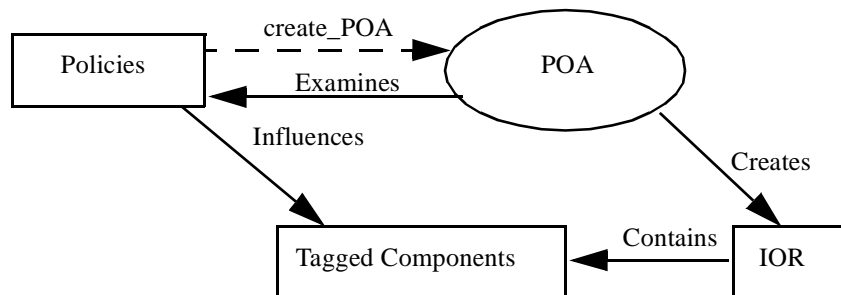 create_POA
Policies
POA
Examines
Influences
Creates
Contains
Tagged Components
IOR